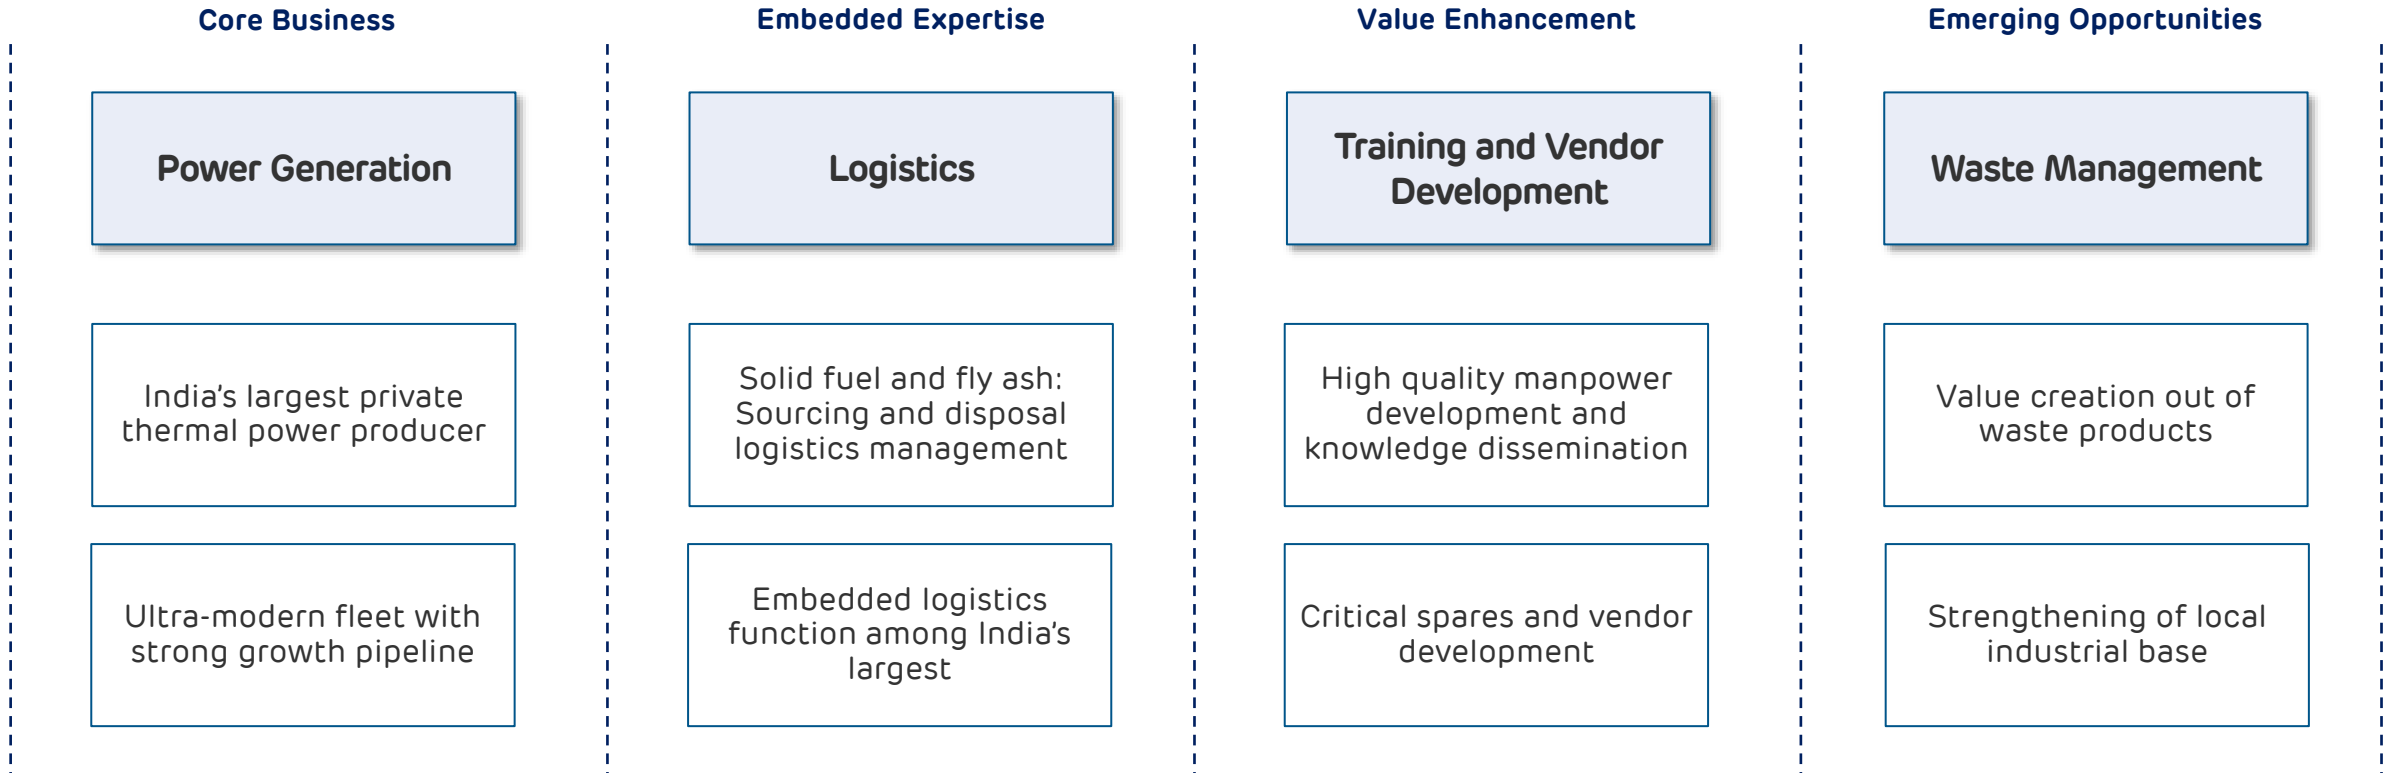 Core Business
Embedded Expertise
Value Enhancement
Emerging Opportunities
Power Generation
Logistics
Training and Vendor
Development
Waste Management
India’s largest private
thermal power producer
Solid fuel and fly ash:
Sourcing and disposal
logistics management
High quality manpower
development and
knowledge dissemination
Value creation out of
waste products
Ultra-modern fleet with
strong growth pipeline
Embedded logistics
function among India’s
largest
Critical spares and vendor
development
Strengthening of local
industrial base